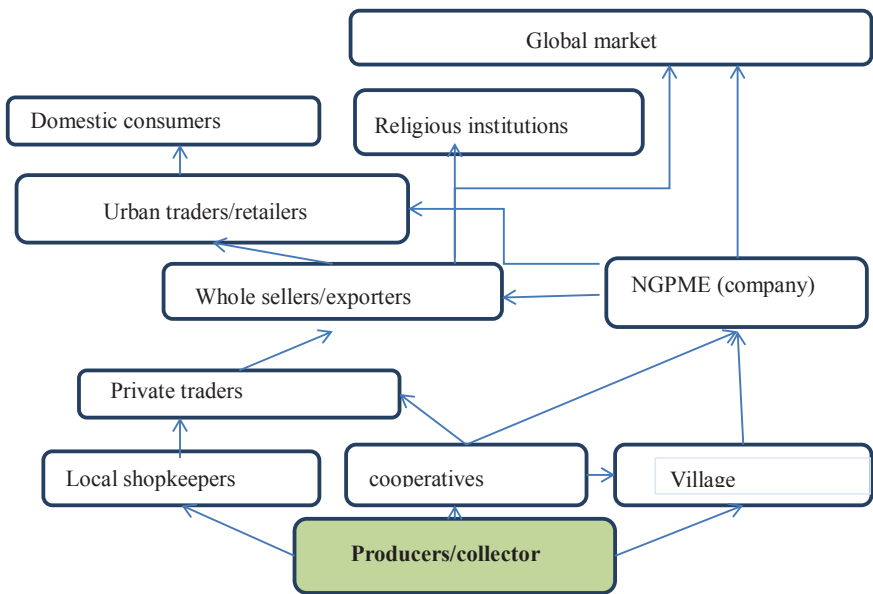 Global market
Domestic consumers
Religious institutions
Urban traders/retailers
Whole sellers/exporters
NGPME (company)
Private traders
Local shopkeepers
cooperatives
Village
Producers/collector